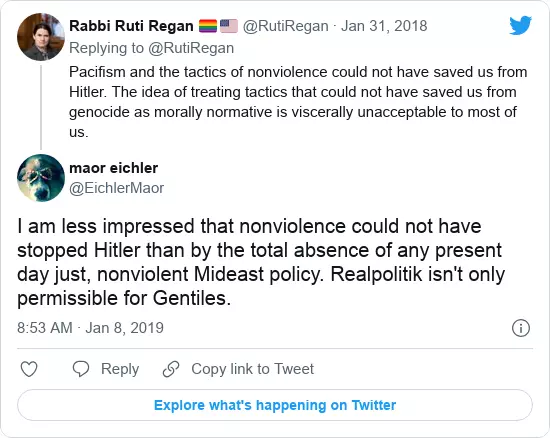 Rabbi Ruti Regan 🏳️‍🌈🇺🇸 @RutiRegan · Jan 31, 2018
Replying to @RutiRegan
Pacifism and the tactics of nonviolence could not have saved us from
Hitler. The idea of treating tactics that could not have saved us from
genocide as morally normative is viscerally unacceptable to most of
us.
maor eichler
@EichlerMaor
I am less impressed that nonviolence could not have
stopped Hitler than by the total absence of any present
day just, nonviolent Mideast policy. Realpolitik isn't only
permissible for Gentiles.
8:53 AM · Jan 8, 2019
Reply Copy link to Tweet
Explore what's happening on Twitter